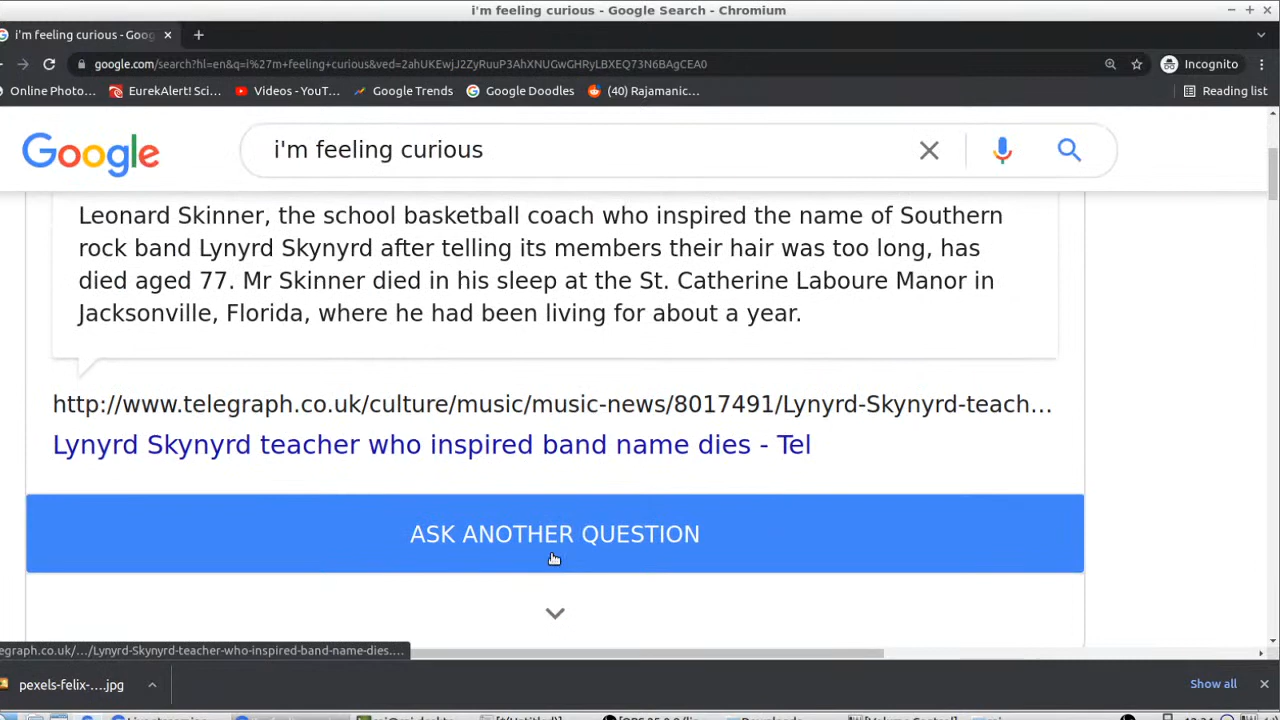 i'm feeling curious - Google Search - Chromium
i'm feeling curious - Goog
google.com/search?hl=en&q=i%27m+feeling+curious&ved=2ahUKEwjJ2ZyRuuP3AhXNUGwGHRyLBXEQ73N6BAgCEA0
Incognito
Online Photo... EurekAlert! Sci... Videos - YouT... Google Trends Google Doodles (40) Rajamanic... Reading list
Google i'm feeling curious
Leonard Skinner, the school basketball coach who inspired the name of Southern
rock band Lynyrd Skynyrd after telling its members their hair was too long, has
died aged 77. Mr Skinner died in his sleep at the St. Catherine Laboure Manor in
Jacksonville, Florida, where he had been living for about a year.
http://www.telegraph.co.uk/culture/music/music-news/8017491/Lynyrd-Skynyrd-teach...
Lynyrd Skynyrd teacher who inspired band name dies - Tel
ASK ANOTHER QUESTION
egraph.co.uk/.../Lynyrd-Skynyrd-teacher-who-inspired-band-name-dies....
pexels-felix-....jpg
Show all